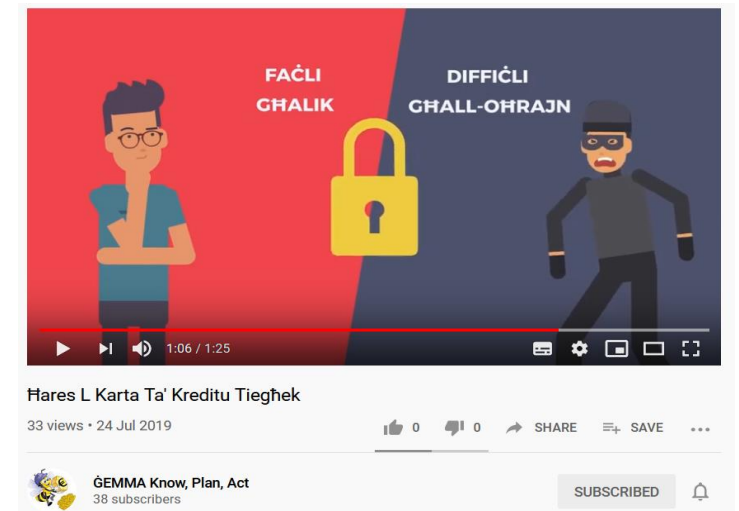 FAĊLI
GĦALIK
DIFFIĊLI
GĦALL-OĦRAJN
1:06 / 1:25
Ħares L Karta Ta' Kreditu Tiegħek
33 views • 24 Jul 2019
0
0
SHARE
SAVE
ĠEMMA Know, Plan, Act
38 subscribers
SUBSCRIBED